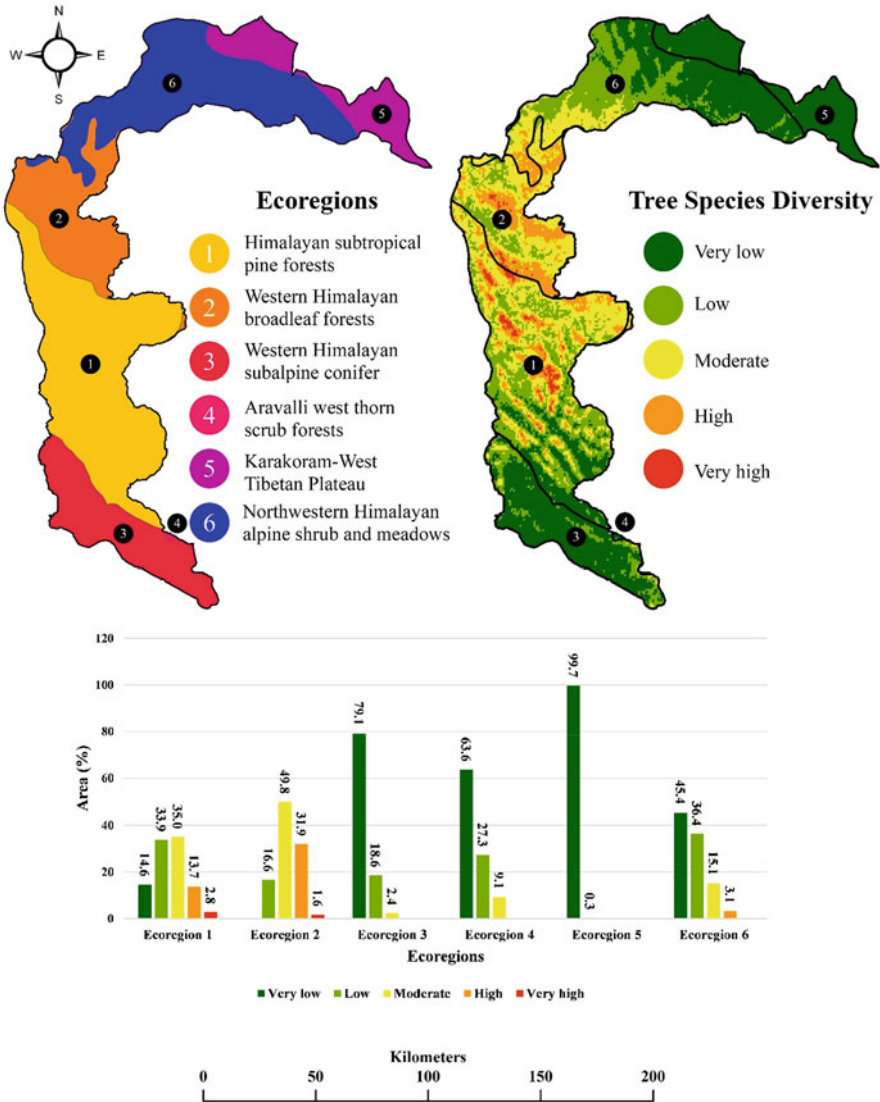 N
W E
S
6
5
2
1
3
4
Ecoregions
1 Himalayan subtropical
pine forests
2 Western Himalayan
broadleaf forests
3 Western Himalayan
subalpine conifer
4 Aravalli west thorn
scrub forests
5 Karakoram-West
Tibetan Plateau
6 Northwestern Himalayan
alpine shrub and meadows
6
5
2
1
3
4
Tree Species Diversity
Very low
Low
Moderate
High
Very high
Area (%)
120
100
80
60
40
20
0
14.6 33.9 35.0 13.7 2.8
16.6 49.8 31.9 1.6
79.1 18.6 2.4
63.6 27.3 9.1
99.7 0.3
45.4 36.4 15.1 3.1
Ecoregion 1 Ecoregion 2 Ecoregion 3 Ecoregion 4 Ecoregion 5 Ecoregion 6
Ecoregions
Very low Low Moderate High Very high
Kilometers
0 50 100 150 200